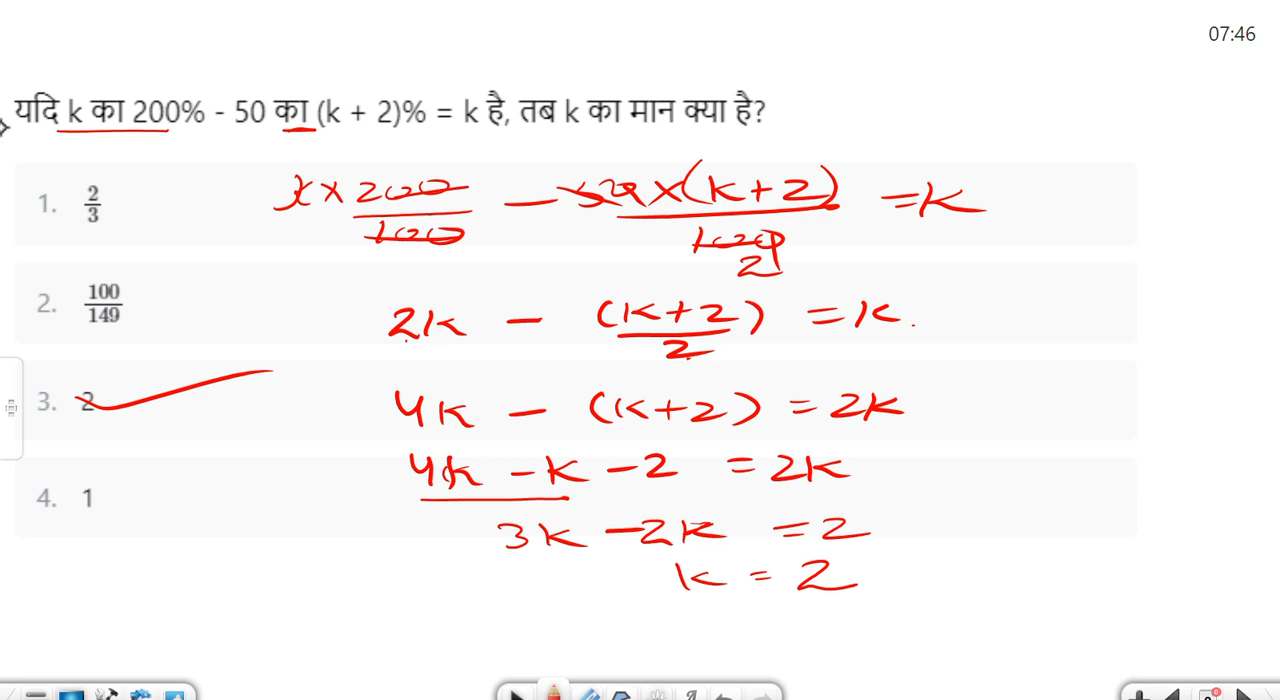 07:46
यदि k का 200% - 50 का (k + 2)% = k है, तब k का मान क्या है?
1. 2/3
k × 200/100 - 50 × (k+2)/100 = k
2
2. 100/149
2k - (k+2)/2 = k.
3. 2
4k - (k+2) = 2k
4k - k - 2 = 2k
4. 1
3k - 2k = 2
k = 2